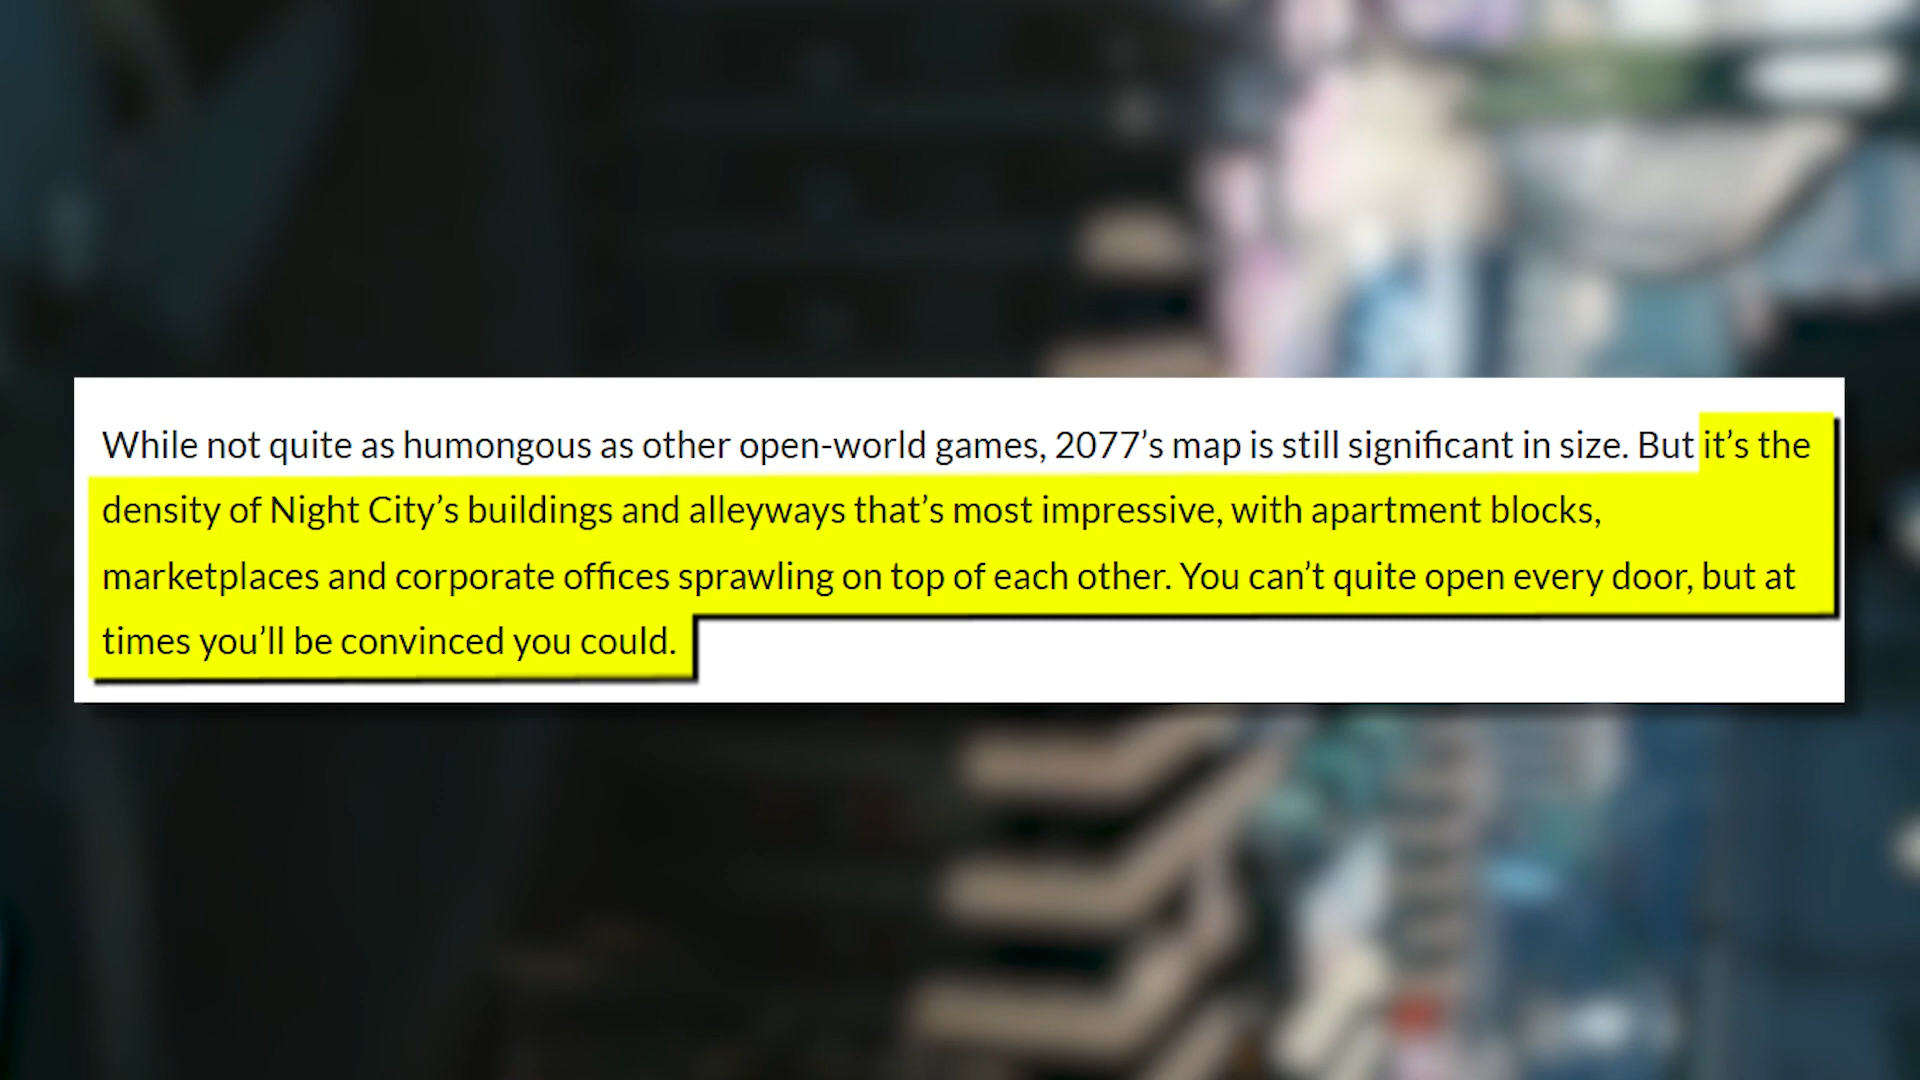 While not quite as humongous as other open-world games, 2077’s map is still significant in size. But it’s the
density of Night City’s buildings and alleyways that’s most impressive, with apartment blocks,
marketplaces and corporate offices sprawling on top of each other. You can’t quite open every door, but at
times you’ll be convinced you could.